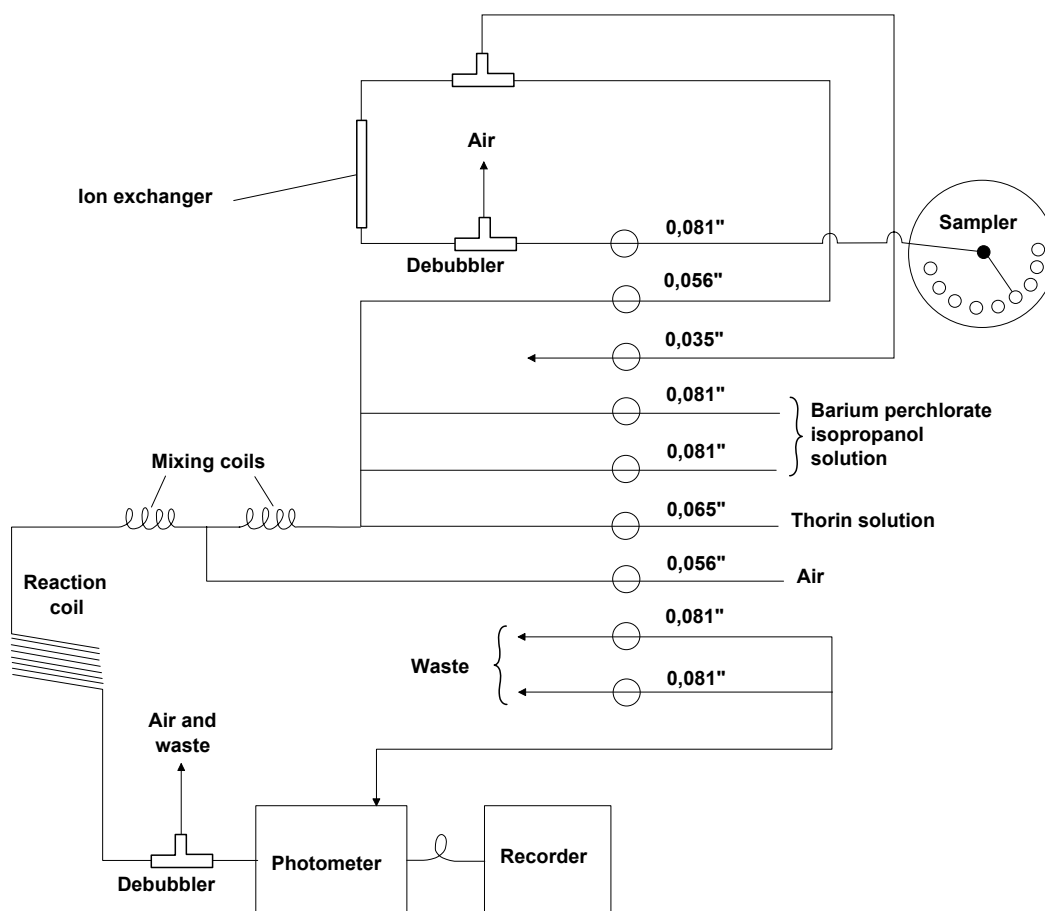 Air
Ion exchanger
Sampler
0,081"
Debubbler
0,056"
0,035"
0,081"
Barium perchlorate
isopropanol
solution
0,081"
Mixing coils
0,065"
Thorin solution
0,056"
Air
Reaction
coil
0,081"
Waste
0,081"
Air and
waste
Photometer
Recorder
Debubbler